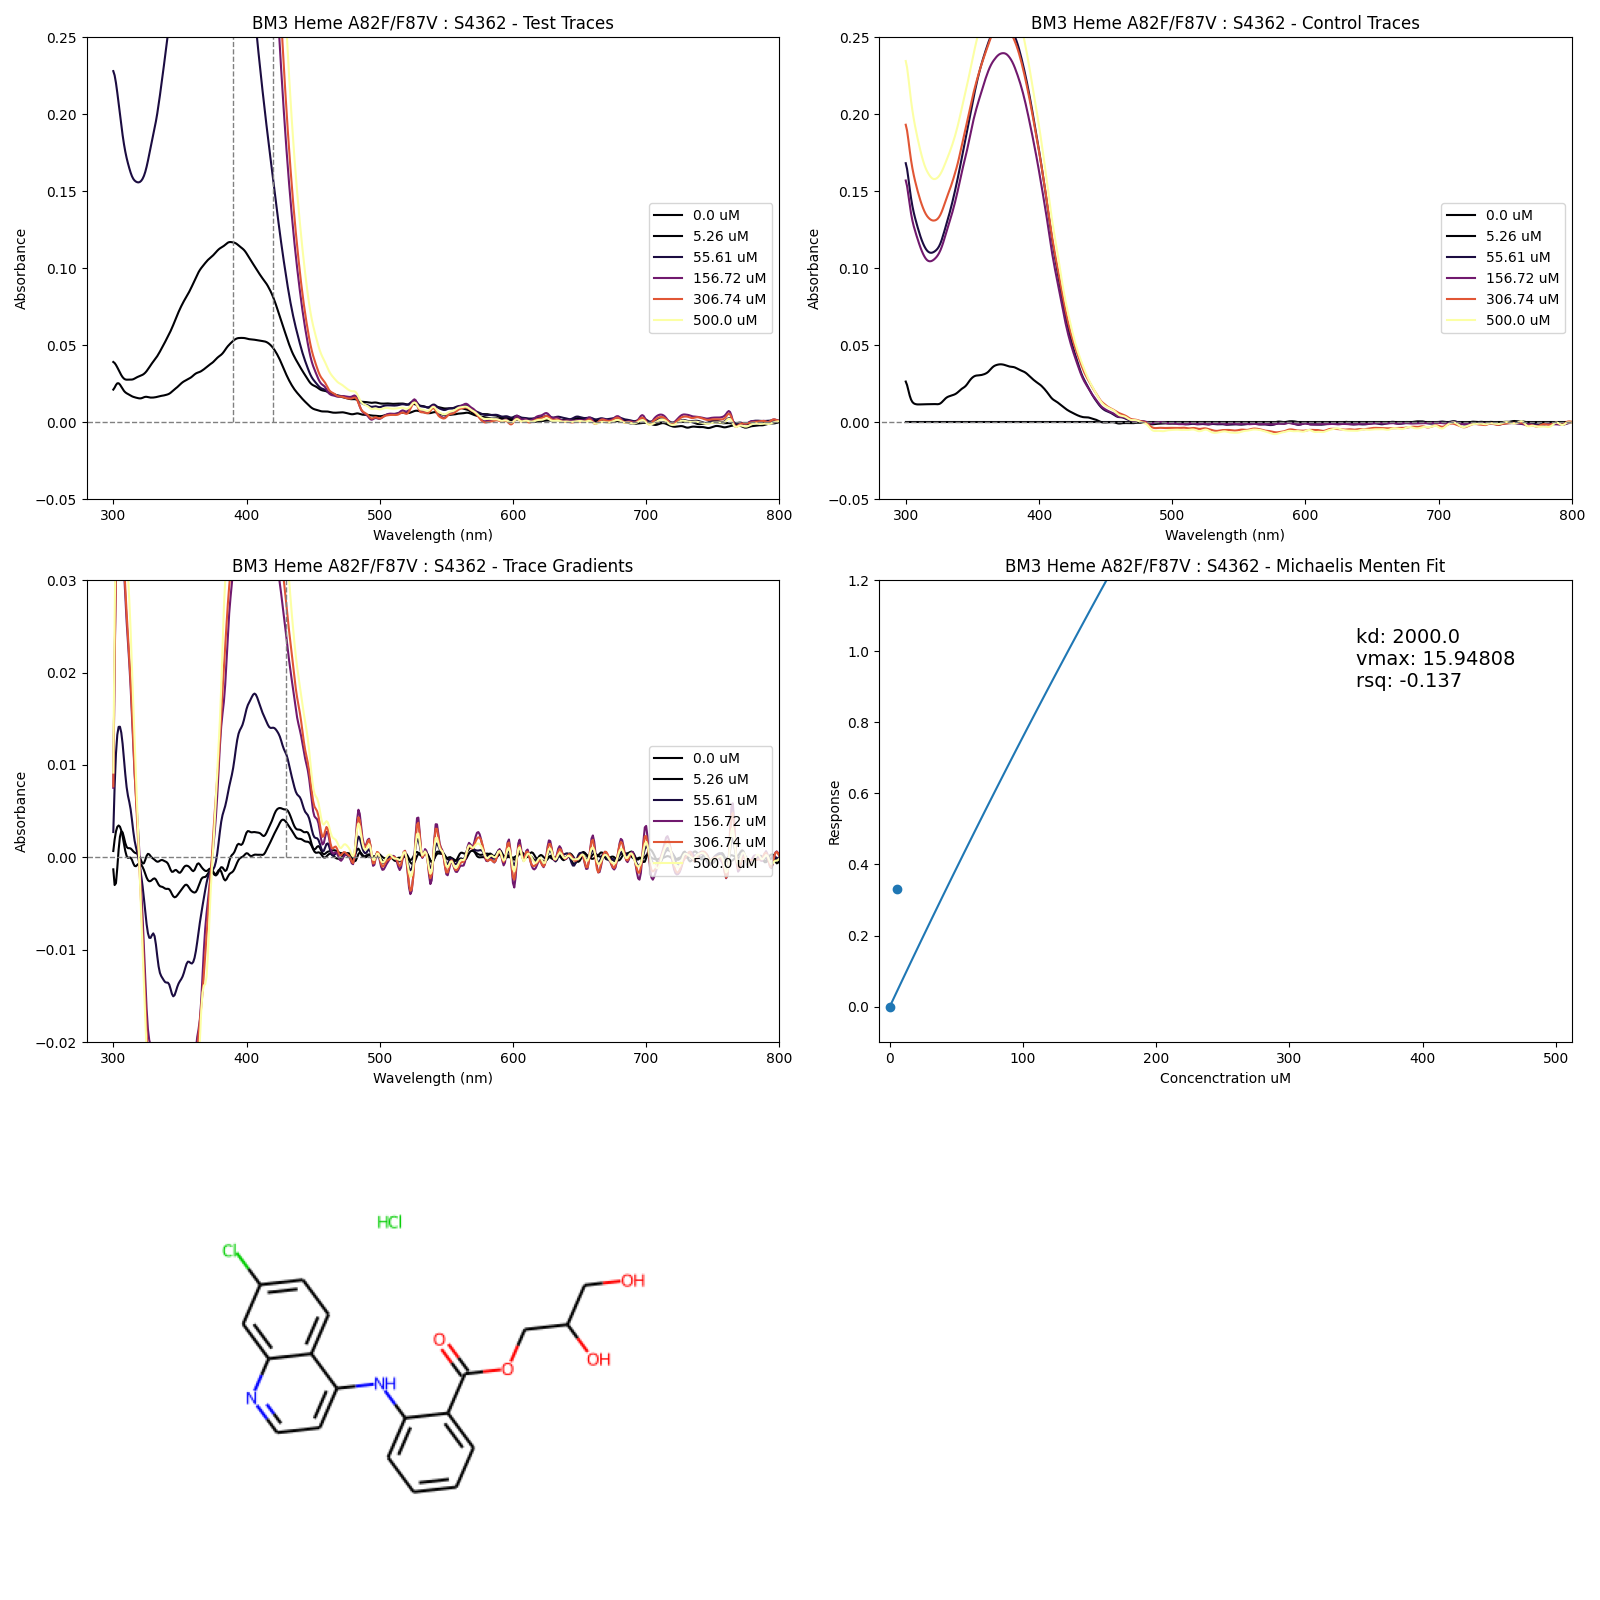 BM3 Heme A82F/F87V : S4362 - Test Traces
0.25
0.20
0.15
0.10
0.05
0.00
−0.05
Absorbance
300
400
500
600
700
800
Wavelength (nm)
0.0 uM
5.26 uM
55.61 uM
156.72 uM
306.74 uM
500.0 uM
BM3 Heme A82F/F87V : S4362 - Control Traces
0.25
0.20
0.15
0.10
0.05
0.00
−0.05
Absorbance
300
400
500
600
700
800
Wavelength (nm)
0.0 uM
5.26 uM
55.61 uM
156.72 uM
306.74 uM
500.0 uM
BM3 Heme A82F/F87V : S4362 - Trace Gradients
0.03
0.02
0.01
0.00
−0.01
−0.02
Absorbance
300
400
500
600
700
800
Wavelength (nm)
0.0 uM
5.26 uM
55.61 uM
156.72 uM
306.74 uM
500.0 uM
BM3 Heme A82F/F87V : S4362 - Michaelis Menten Fit
1.2
1.0
0.8
0.6
0.4
0.2
0.0
Response
0
100
200
300
400
500
Concenctration uM
kd: 2000.0
vmax: 15.94808
rsq: -0.137
HCl
Cl
OH
O
OH
O
NH
N